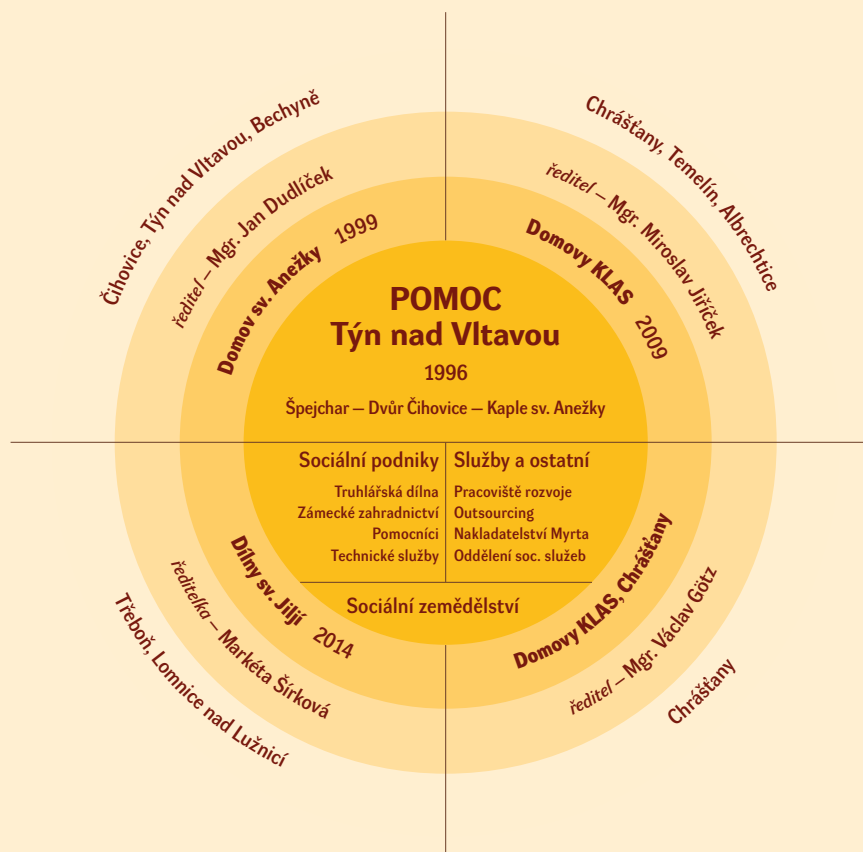 Čihovice, Týn nad Vltavou, Bechyně
ředitel — Mgr. Jan Dudlíček
Domov sv. Anežky 1999
Chrášťany, Temelín, Albrechtice
ředitel — Mgr. Miroslav Jiříček
Domovy KLAS 2009
POMOC
Týn nad Vltavou
1996
Špejchar — Dvůr Čihovice — Kaple sv. Anežky
Sociální podniky
Truhlářská dílna
Zámecké zahradnictví
Pomocníci
Technické služby
Služby a ostatní
Pracoviště rozvoje
Outsourcing
Nakladatelství Myrta
Oddělení soc. služeb
Sociální zemědělství
Dílny sv. Jiljí 2014
ředitelka — Markéta Šírková
Třeboň, Lomnice nad Lužnicí
Domovy KLAS, Chrášťany
ředitel — Mgr. Václav Götz
Chrášťany